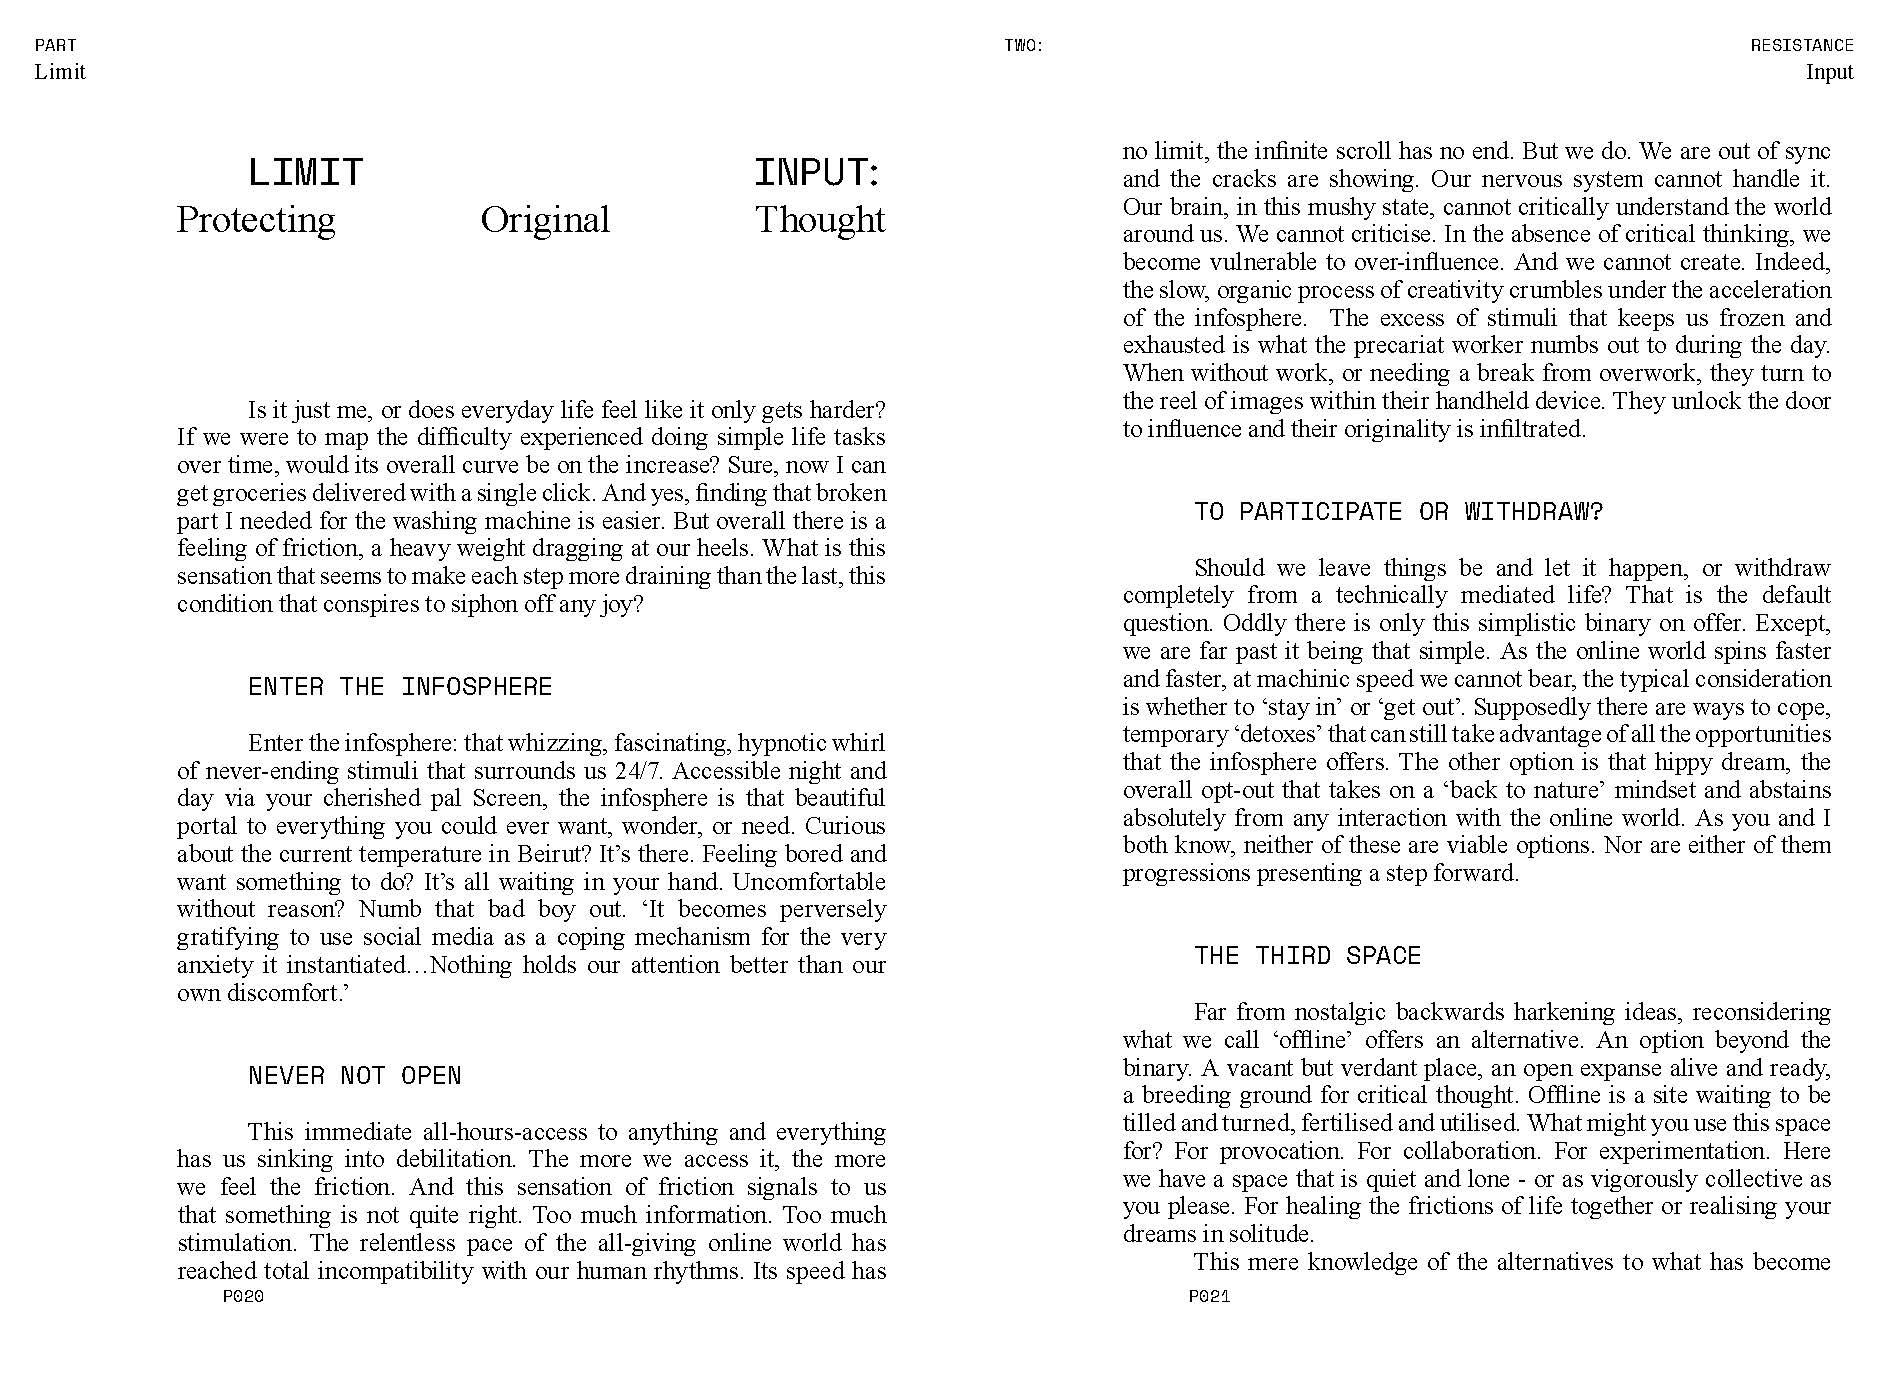 PART TWO: RESISTANCE
Limit Input
LIMIT INPUT:
Protecting Original Thought
Is it just me, or does everyday life feel like it only gets harder?
If we were to map the difficulty experienced doing simple life tasks
over time, would its overall curve be on the increase? Sure, now I can
get groceries delivered with a single click. And yes, finding that broken
part I needed for the washing machine is easier. But overall there is a
feeling of friction, a heavy weight dragging at our heels. What is this
sensation that seems to make each step more draining than the last, this
condition that conspires to siphon off any joy?
ENTER THE INFOSPHERE
Enter the infosphere: that whizzing, fascinating, hypnotic whirl
of never-ending stimuli that surrounds us 24/7. Accessible night and
day via your cherished pal Screen, the infosphere is that beautiful
portal to everything you could ever want, wonder, or need. Curious
about the current temperature in Beirut? It’s there. Feeling bored and
want something to do? It’s all waiting in your hand. Uncomfortable
without reason? Numb that bad boy out. ‘It becomes perversely
gratifying to use social media as a coping mechanism for the very
anxiety it instantiated…Nothing holds our attention better than our
own discomfort.’
NEVER NOT OPEN
This immediate all-hours-access to anything and everything
has us sinking into debilitation. The more we access it, the more
we feel the friction. And this sensation of friction signals to us
that something is not quite right. Too much information. Too much
stimulation. The relentless pace of the all-giving online world has
reached total incompatibility with our human rhythms. Its speed has
P020
no limit, the infinite scroll has no end. But we do. We are out of sync
and the cracks are showing. Our nervous system cannot handle it.
Our brain, in this mushy state, cannot critically understand the world
around us. We cannot criticise. In the absence of critical thinking, we
become vulnerable to over-influence. And we cannot create. Indeed,
the slow, organic process of creativity crumbles under the acceleration
of the infosphere. The excess of stimuli that keeps us frozen and
exhausted is what the precariat worker numbs out to during the day.
When without work, or needing a break from overwork, they turn to
the reel of images within their handheld device. They unlock the door
to influence and their originality is infiltrated.
TO PARTICIPATE OR WITHDRAW?
Should we leave things be and let it happen, or withdraw
completely from a technically mediated life? That is the default
question. Oddly there is only this simplistic binary on offer. Except,
we are far past it being that simple. As the online world spins faster
and faster, at machinic speed we cannot bear, the typical consideration
is whether to ‘stay in’ or ‘get out’. Supposedly there are ways to cope,
temporary ‘detoxes’ that can still take advantage of all the opportunities
that the infosphere offers. The other option is that hippy dream, the
overall opt-out that takes on a ‘back to nature’ mindset and abstains
absolutely from any interaction with the online world. As you and I
both know, neither of these are viable options. Nor are either of them
progressions presenting a step forward.
THE THIRD SPACE
Far from nostalgic backwards harkening ideas, reconsidering
what we call ‘offline’ offers an alternative. An option beyond the
binary. A vacant but verdant place, an open expanse alive and ready,
a breeding ground for critical thought. Offline is a site waiting to be
tilled and turned, fertilised and utilised. What might you use this space
for? For provocation. For collaboration. For experimentation. Here
we have a space that is quiet and lone - or as vigorously collective as
you please. For healing the frictions of life together or realising your
dreams in solitude.
This mere knowledge of the alternatives to what has become
P021